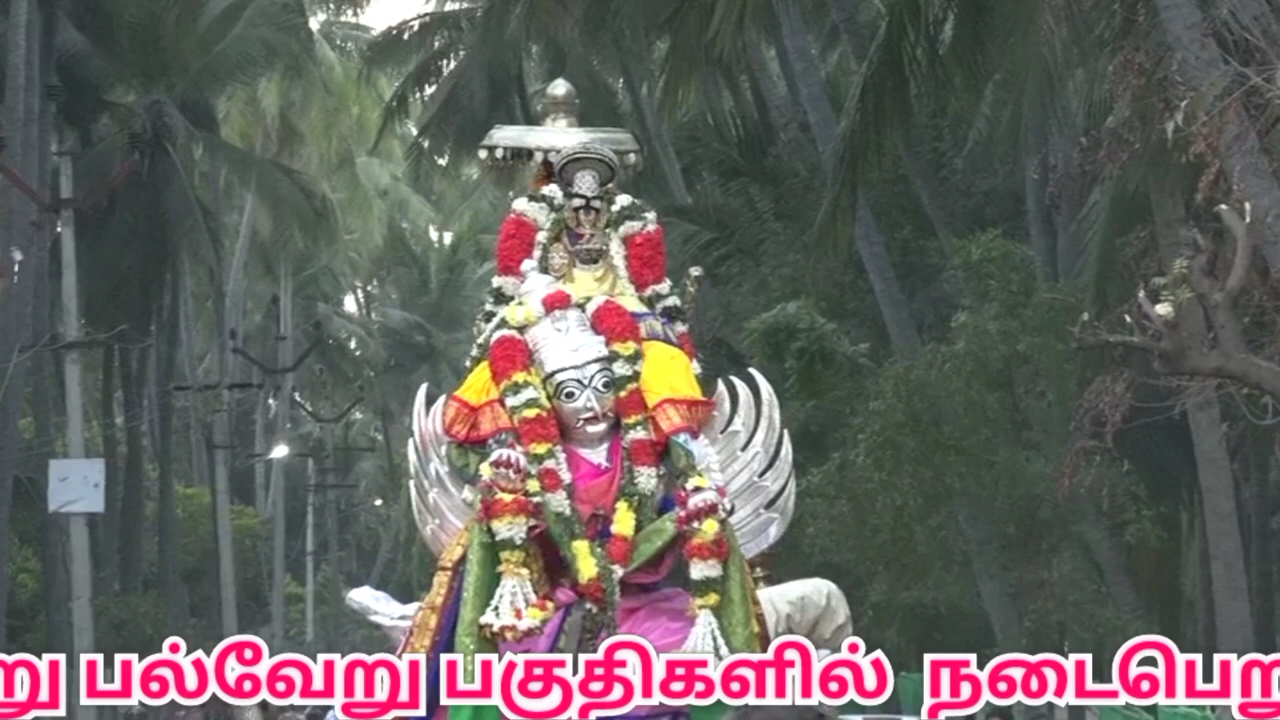 று பல்வேறு பகுதிகளில் நடைபெறு